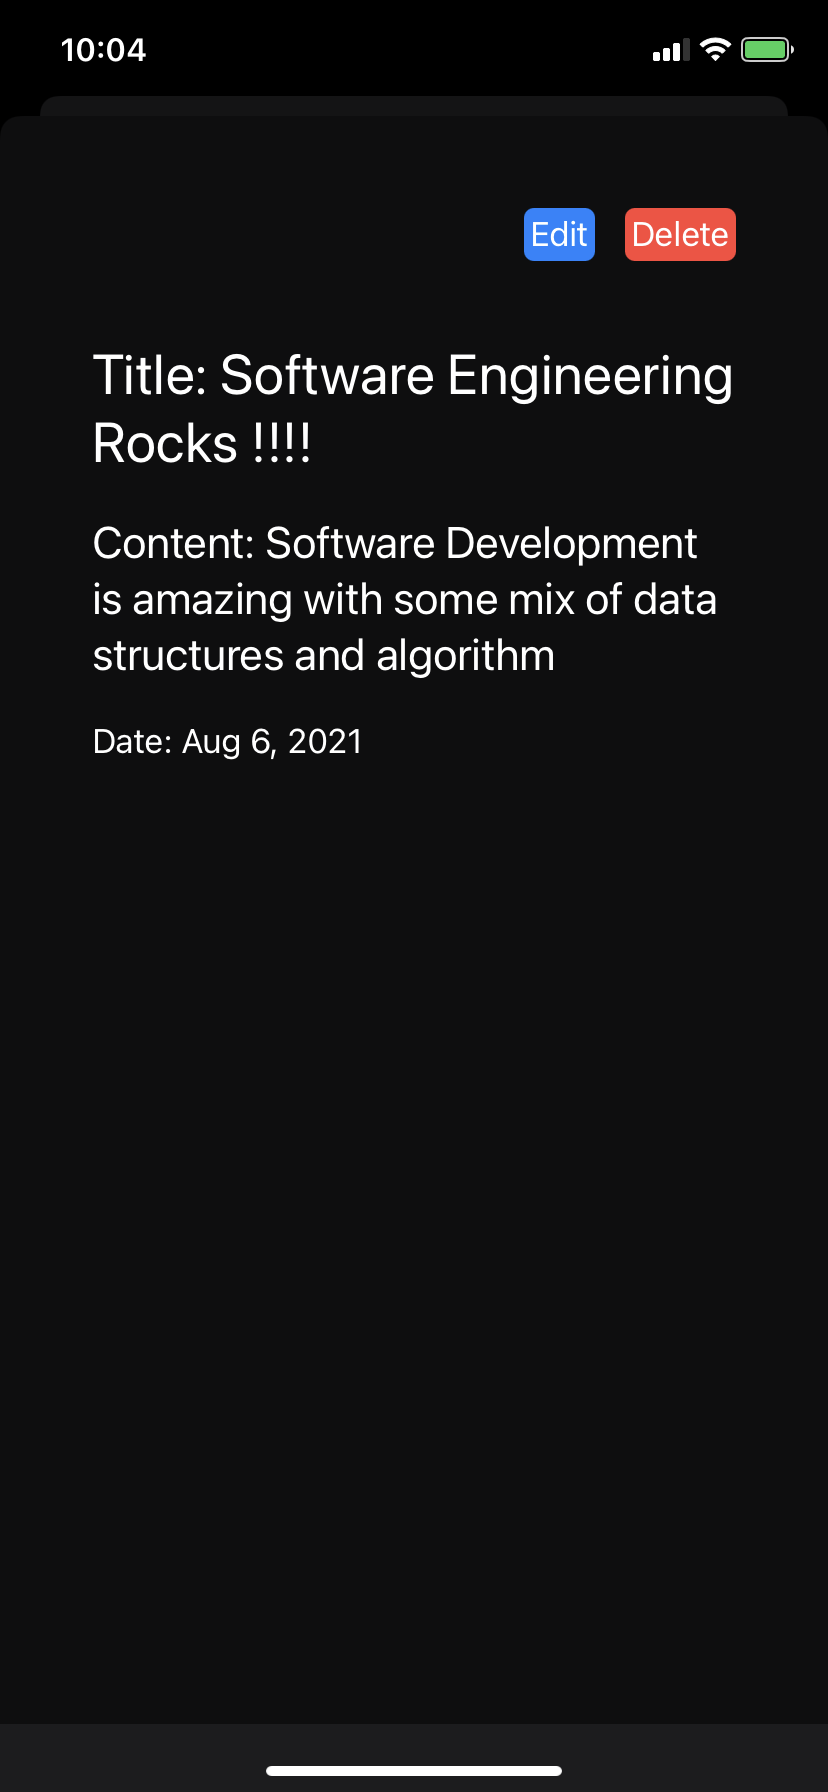 10:04
Edit Delete
Title: Software Engineering
Rocks !!!!
Content: Software Development
is amazing with some mix of data
structures and algorithm
Date: Aug 6, 2021